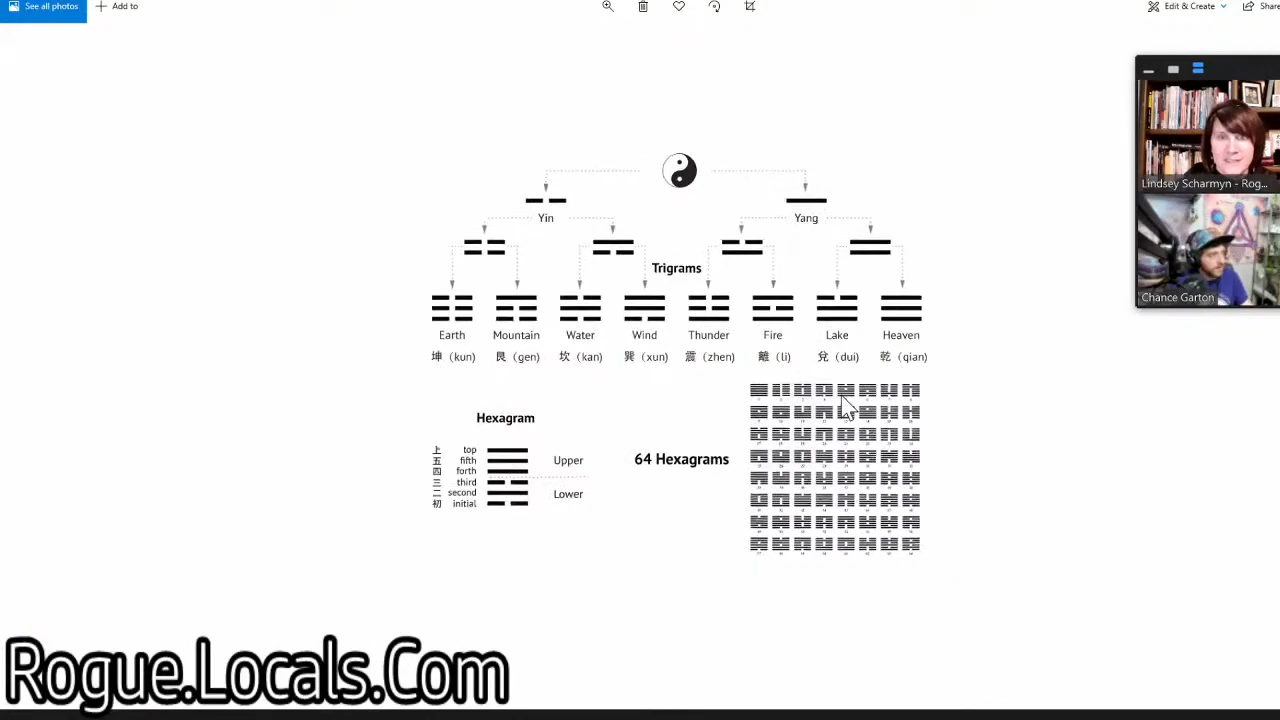 See all photos
Add to
Edit & Create
Share
Lindsey Scharmyn - Rog...
Chance Garton
Yin
Yang
Trigrams
Earth Mountain Water Wind Thunder Fire Lake Heaven
坤 (kun) 艮 (gen) 坎 (kan) 巽 (xun) 震 (zhen) 離 (li) 兌 (dui) 乾 (qian)
Hexagram
上 top
五 fifth
四 forth
三 third
二 second
初 initial
Upper
Lower
64 Hexagrams
Rogue.Locals.Com